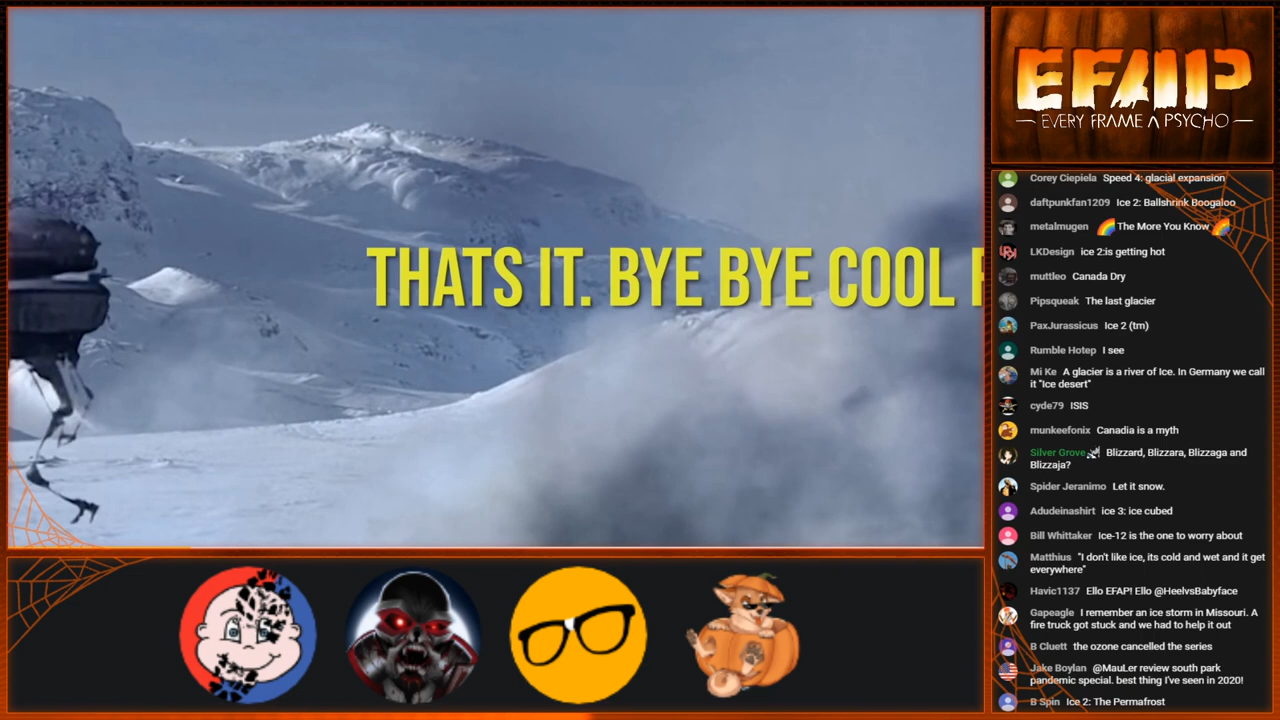 THATS IT. BYE BYE COOL
EFAP
EVERY FRAME A PSYCHO
Corey Ciepiela Speed 4: glacial expansion
daftpunkfan1209 Ice 2: Ballshrink Boogaloo
metalmugen 🌈The More You Know🌈
LKDesign ice 2:is getting hot
muttleo Canada Dry
Pipsqueak The last glacier
PaxJurassicus Ice 2 (tm)
Rumble Hotep I see
Mi Ke A glacier is a river of Ice. In Germany we call
it "Ice desert"
cyde79 ISIS
munkeefonix Canadia is a myth
Silver Grove Blizzard, Blizzara, Blizzaga and
Blizzaja?
Spider Jeranimo Let it snow.
Adudeinashirt ice 3: ice cubed
Bill Whittaker Ice-12 is the one to worry about
Matthius "I don't like ice, its cold and wet and it get
everywhere"
Havic1137 Ello EFAP! Ello @HeelvsBabyface
Gapeagle I remember an ice storm in Missouri. A
fire truck got stuck and we had to help it out
B Cluett the ozone cancelled the series
Jake Boylan @MauLer review south park
pandemic special. best thing I've seen in 2020!
B Spin Ice 2: The Permafrost